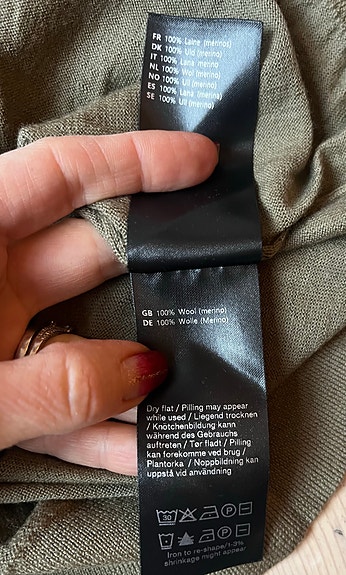 FR 100% Laine (merinos)
DK 100% Uld (merino)
IT 100% Lana merino
NL 100% Wol (merino)
NO 100% Ull (merino)
ES 100% Lana (merino)
SE 100% Ull (merino)
GB 100% Wool (merino)
DE 100% Wolle (Merino)
Dry flat / Pilling may appear
while used / Liegend trocknen
/ Knötchenbildung kann
während des Gebrauchs
auftreten / Tør fladt / Pilling
kan forekomme ved brug /
Plantorka / Noppbildning kan
uppstå vid användning
30
Iron to re-shape/1-3%
shrinkage might appear